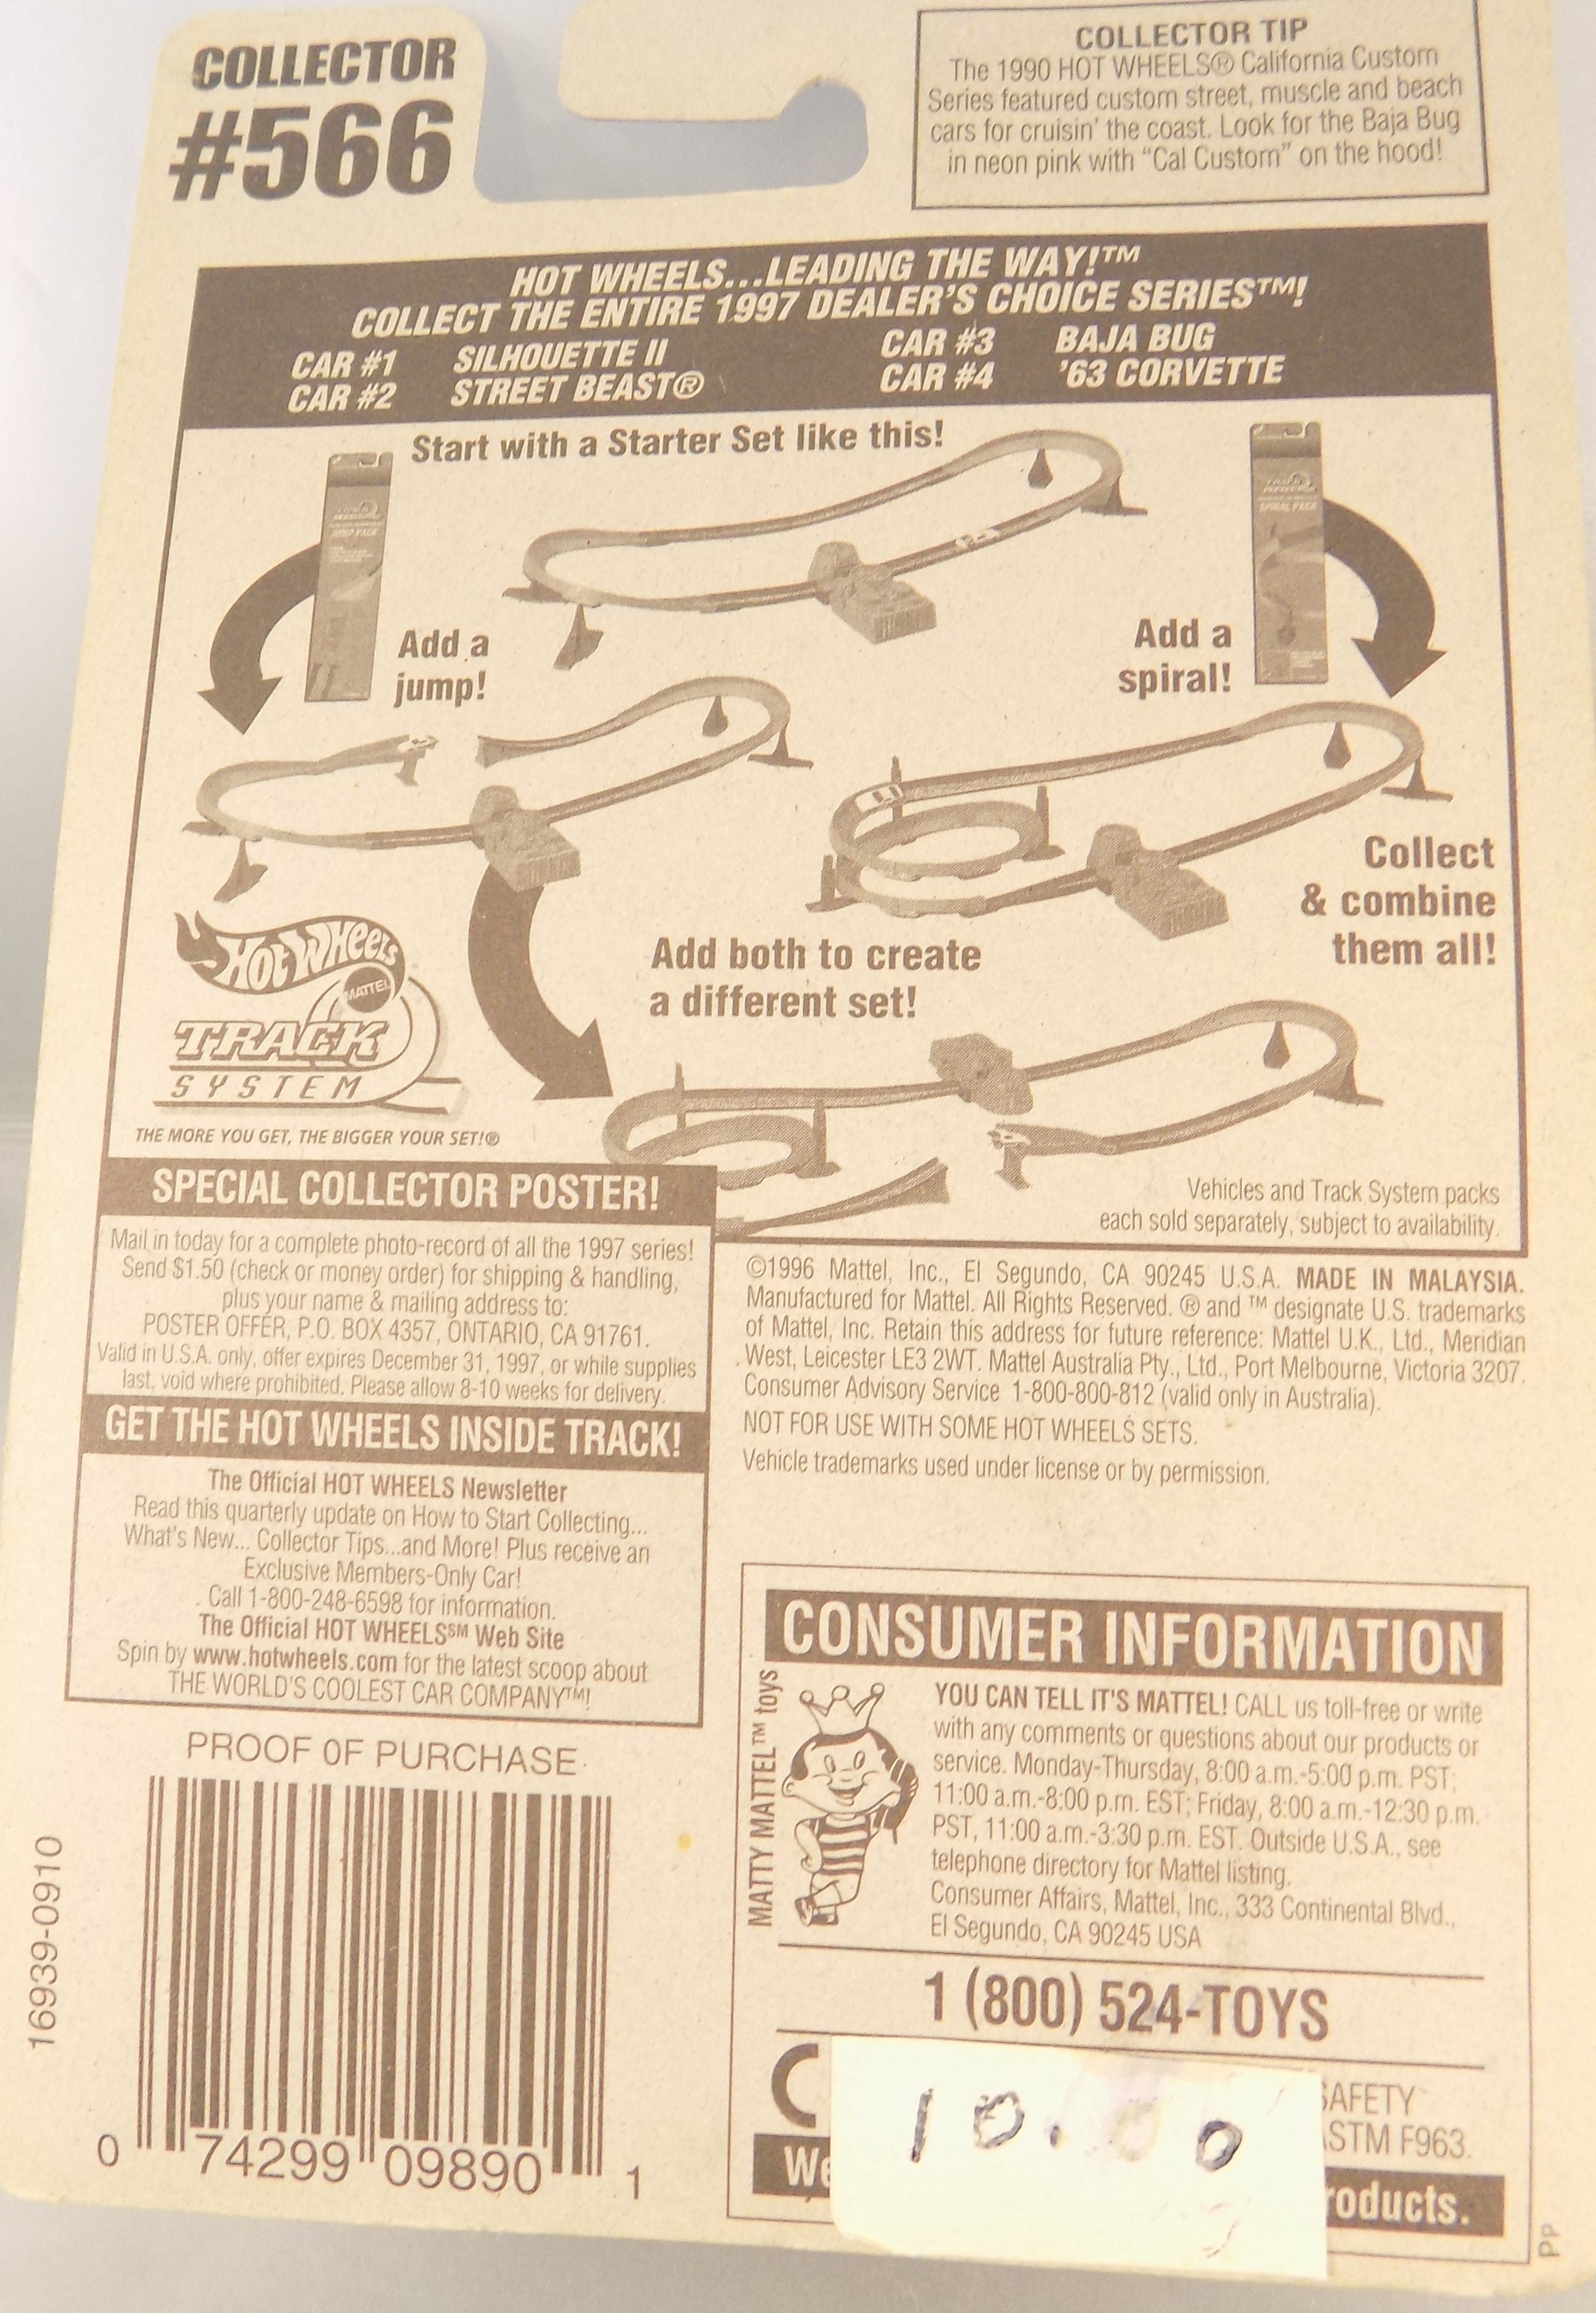 COLLECTOR
#566
COLLECTOR TIP
The 1990 HOT WHEELS® California Custom
Series featured custom street, muscle and beach
cars for cruisin' the coast. Look for the Baja Bug
in neon pink with “Cal Custom” on the hood!
HOT WHEELS...LEADING THE WAY!™
COLLECT THE ENTIRE 1997 DEALER'S CHOICE SERIES™!
CAR #1 SILHOUETTE II
CAR #2 STREET BEAST®
CAR #3 BAJA BUG
CAR #4 '63 CORVETTE
Start with a Starter Set like this!
JUMP PACK
SPIRAL PACK
Add a
jump!
Add a
spiral!
Collect
& combine
them all!
Add both to create
a different set!
HOT WHEELS
MATTEL
TRACK
SYSTEM
THE MORE YOU GET, THE BIGGER YOUR SET!®
Vehicles and Track System packs
each sold separately, subject to availability.
SPECIAL COLLECTOR POSTER!
Mail in today for a complete photo-record of all the 1997 series!
Send $1.50 (check or money order) for shipping & handling,
plus your name & mailing address to:
POSTER OFFER, P.O. BOX 4357, ONTARIO, CA 91761.
Valid in U.S.A. only, offer expires December 31, 1997, or while supplies
last, void where prohibited. Please allow 8-10 weeks for delivery.
GET THE HOT WHEELS INSIDE TRACK!
The Official HOT WHEELS Newsletter
Read this quarterly update on How to Start Collecting...
What's New... Collector Tips...and More! Plus receive an
Exclusive Members-Only Car!
Call 1-800-248-6598 for information.
The Official HOT WHEELS℠ Web Site
Spin by www.hotwheels.com for the latest scoop about
THE WORLD'S COOLEST CAR COMPANY™!
©1996 Mattel, Inc., El Segundo, CA 90245 U.S.A. MADE IN MALAYSIA.
Manufactured for Mattel. All Rights Reserved. ® and ™ designate U.S. trademarks
of Mattel, Inc. Retain this address for future reference: Mattel U.K., Ltd., Meridian
West, Leicester LE3 2WT. Mattel Australia Pty., Ltd., Port Melbourne, Victoria 3207.
Consumer Advisory Service 1-800-800-812 (valid only in Australia).
NOT FOR USE WITH SOME HOT WHEELS SETS.
Vehicle trademarks used under license or by permission.
PROOF OF PURCHASE
16939-0910
0 74299 09890 1
CONSUMER INFORMATION
MATTY MATTEL™ toys
YOU CAN TELL IT'S MATTEL! CALL us toll-free or write
with any comments or questions about our products or
service. Monday-Thursday, 8:00 a.m.-5:00 p.m. PST;
11:00 a.m.-8:00 p.m. EST; Friday, 8:00 a.m.-12:30 p.m.
PST, 11:00 a.m.-3:30 p.m. EST. Outside U.S.A., see
telephone directory for Mattel listing.
Consumer Affairs, Mattel, Inc., 333 Continental Blvd.,
El Segundo, CA 90245 USA
1 (800) 524-TOYS
SAFETY
ASTM F963.
10.00
We
roducts.
PP